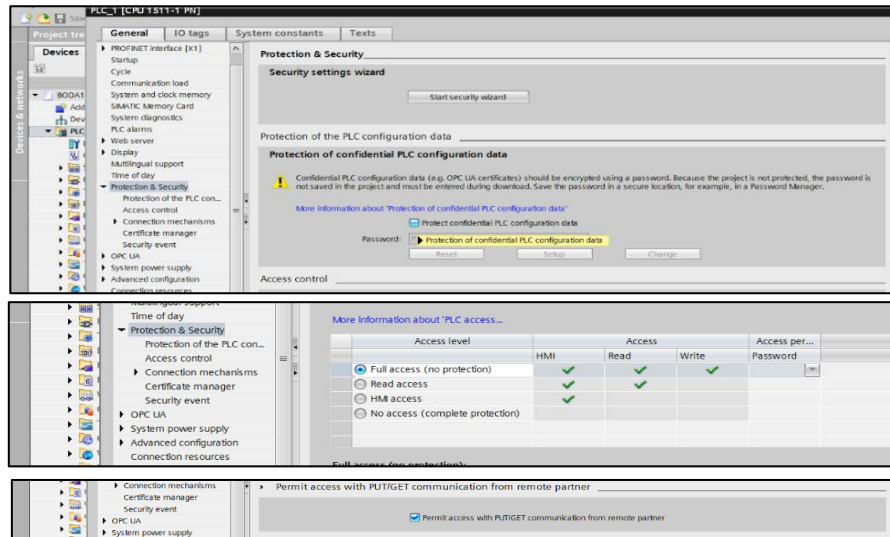 PLC_1 [CPU 1511-1 PN]
General IO tags System constants Texts
Project tre
Devices
Devices & networks
BODA1
Add
Dev
PLC
PROFINET interface [X1]
Startup
Cycle
Communication load
System and clock memory
SIMATIC Memory Card
System diagnostics
PLC alarms
Web server
Display
Multilingual support
Time of day
Protection & Security
Protection of the PLC con...
Access control
Connection mechanisms
Certificate manager
Security event
OPC UA
System power supply
Advanced configuration
Connection resources
Protection & Security
Security settings wizard
Start security wizard
Protection of the PLC configuration data
Protection of confidential PLC configuration data
Confidential PLC configuration data (e.g. OPC UA certificates) should be encrypted using a password. Because the project is not protected, the password is
not saved in the project and must be entered during download. Save the password in a secure location, for example, in a Password Manager.
More information about 'Protection of confidential PLC configuration data'
Protect confidential PLC configuration data
Password: Protection of confidential PLC configuration data
Reset Setup Change
Access control
Multilingual support
Time of day
Protection & Security
Protection of the PLC con...
Access control
Connection mechanisms
Certificate manager
Security event
OPC UA
System power supply
Advanced configuration
Connection resources
More information about 'PLC access...
Access level Access Access per...
HMI Read Write Password
Full access (no protection)
Read access
HMI access
No access (complete protection)
Full access (no protection):
Connection mechanisms
Certificate manager
Security event
OPC UA
System power supply
Permit access with PUT/GET communication from remote partner
Permit access with PUT/GET communication from remote partner